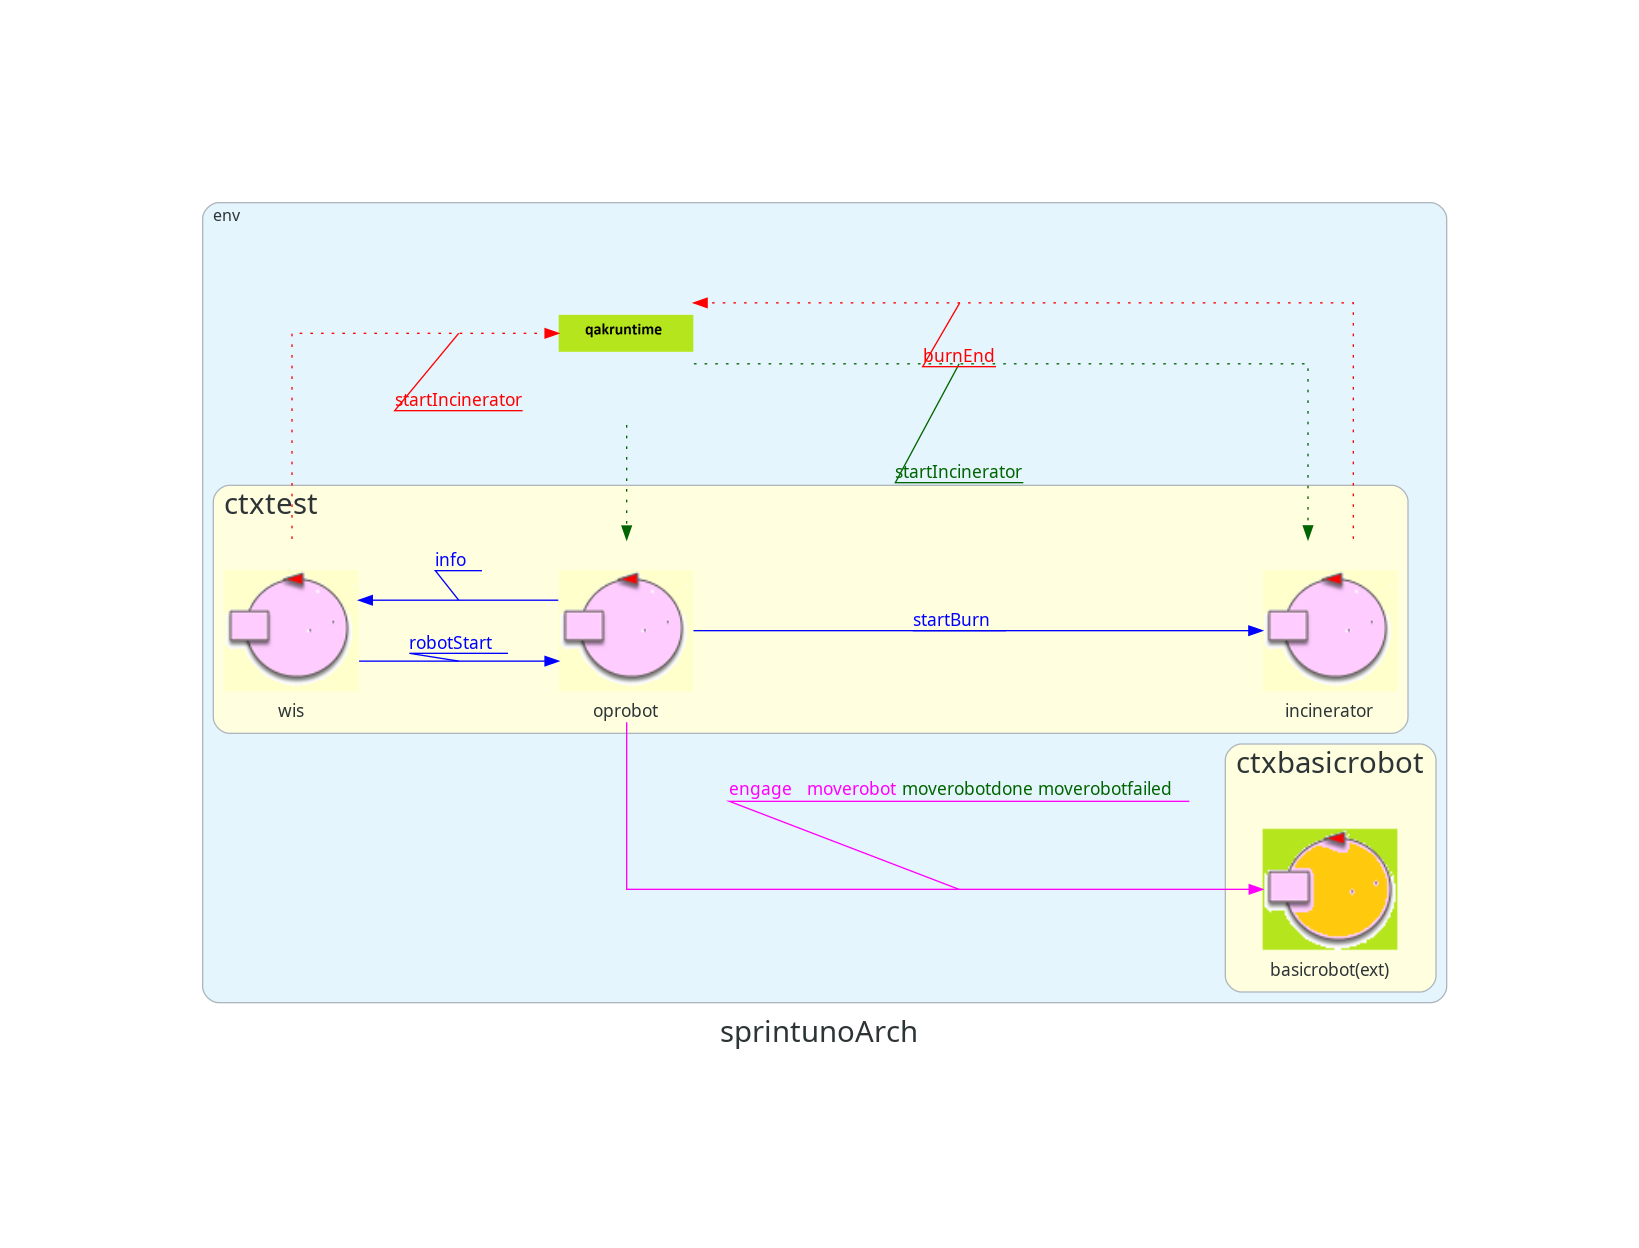 env
qakruntime
burnEnd
startIncinerator
startIncinerator
ctxtest
info
startBurn
robotStart
wis
oprobot
incinerator
ctxbasicrobot
engage moverobot moverobotdone moverobotfailed
basicrobot(ext)
sprintunoArch